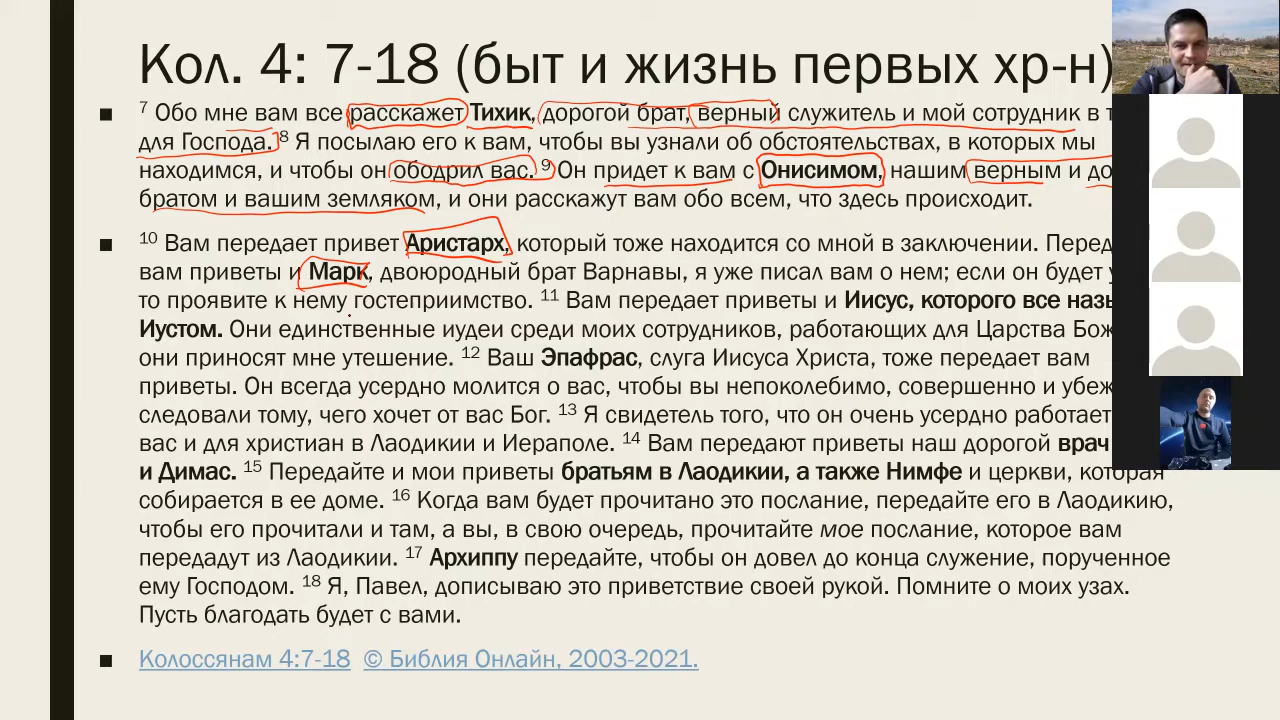 Кол. 4: 7-18 (быт и жизнь первых хр-н)
■ 7 Обо мне вам все расскажет Тихик, дорогой брат, верный служитель и мой сотрудник в
для Господа. 8 Я посылаю его к вам, чтобы вы узнали об обстоятельствах, в которых мы
находимся, и чтобы он ободрил вас. 9 Он придет к вам с Онисимом, нашим верным и
братом и вашим земляком, и они расскажут вам обо всем, что здесь происходит.
■ 10 Вам передает привет Аристарх, который тоже находится со мной в заключении.
вам приветы и Марк, двоюродный брат Варнавы, я уже писал вам о нем; если он будет
то проявите к нему гостеприимство. 11 Вам передает приветы и Иисус, которого все
Иустом. Они единственные иудеи среди моих сотрудников, работающих для Царства
они приносят мне утешение. 12 Ваш Эпафрас, слуга Иисуса Христа, тоже передает вам
приветы. Он всегда усердно молится о вас, чтобы вы непоколебимо, совершенно и
следовали тому, чего хочет от вас Бог. 13 Я свидетель того, что он очень усердно работает
вас и для христиан в Лаодикии и Иераполе. 14 Вам передают приветы наш дорогой врач
и Димас. 15 Передайте и мои приветы братьям в Лаодикии, а также Нимфе и церкви, которая
собирается в ее доме. 16 Когда вам будет прочитано это послание, передайте его в Лаодикию,
чтобы его прочитали и там, а вы, в свою очередь, прочитайте мое послание, которое вам
передадут из Лаодикии. 17 Архиппу передайте, чтобы он довел до конца служение, порученное
ему Господом. 18 Я, Павел, дописываю это приветствие своей рукой. Помните о моих узах.
Пусть благодать будет с вами.
■ Колоссянам 4:7-18 © Библия Онлайн, 2003-2021.